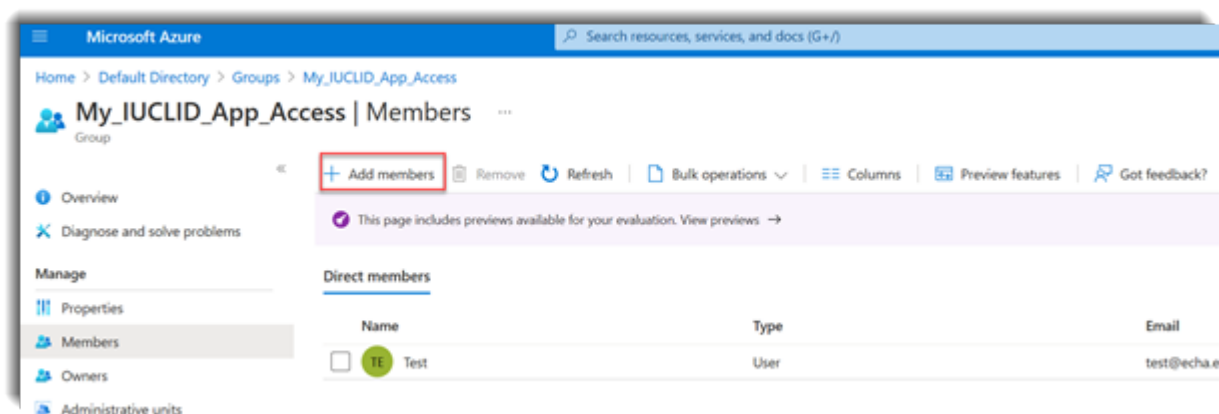 Microsoft Azure
Search resources, services, and docs (G+/)
Home > Default Directory > Groups > My_IUCLID_App_Access
My_IUCLID_App_Access | Members ...
Group
«
+ Add members Remove Refresh Bulk operations Columns Preview features Got feedback?
Overview
This page includes previews available for your evaluation. View previews →
Diagnose and solve problems
Manage
Direct members
Properties
Name Type Email
Members
TE Test User test@echa.e
Owners
Administrative units